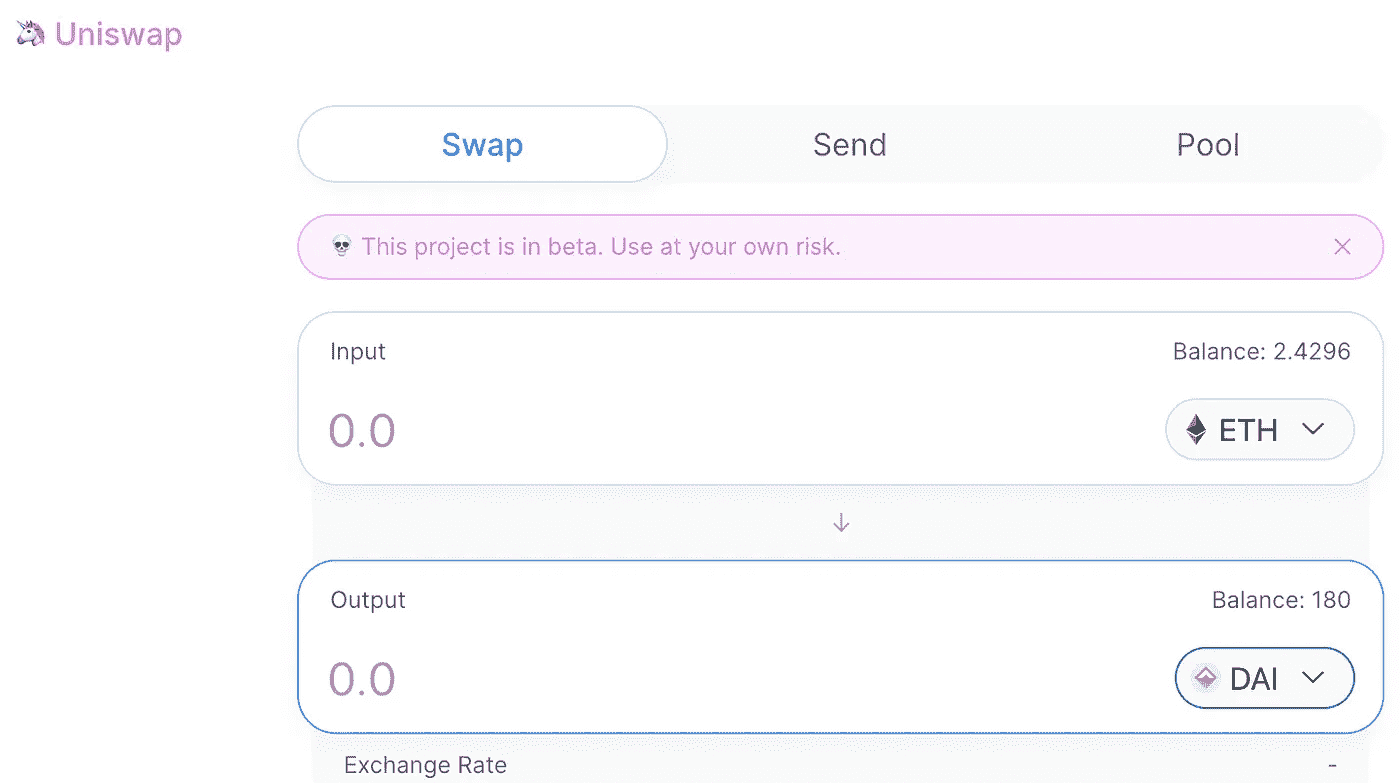 Uniswap
Swap Send Pool
This project is in beta. Use at your own risk.
Input Balance: 2.4296
0.0 ETH
Output Balance: 180
0.0 DAI
Exchange Rate -